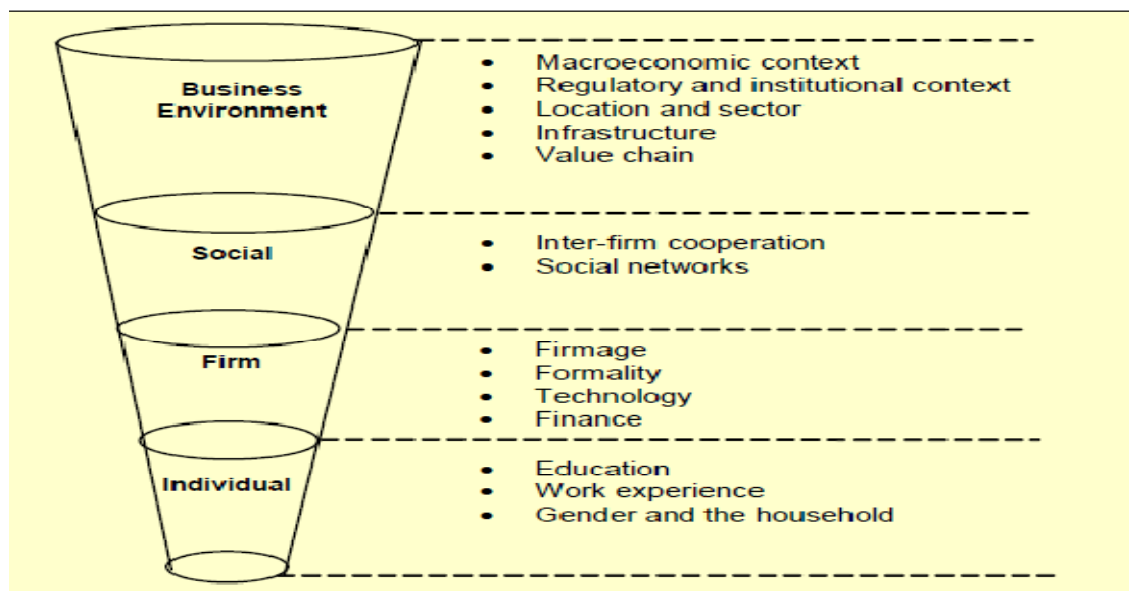 Business
Environment
• Macroeconomic context
• Regulatory and institutional context
• Location and sector
• Infrastructure
• Value chain
Social
• Inter-firm cooperation
• Social networks
Firm
• Firmage
• Formality
• Technology
• Finance
Individual
• Education
• Work experience
• Gender and the household